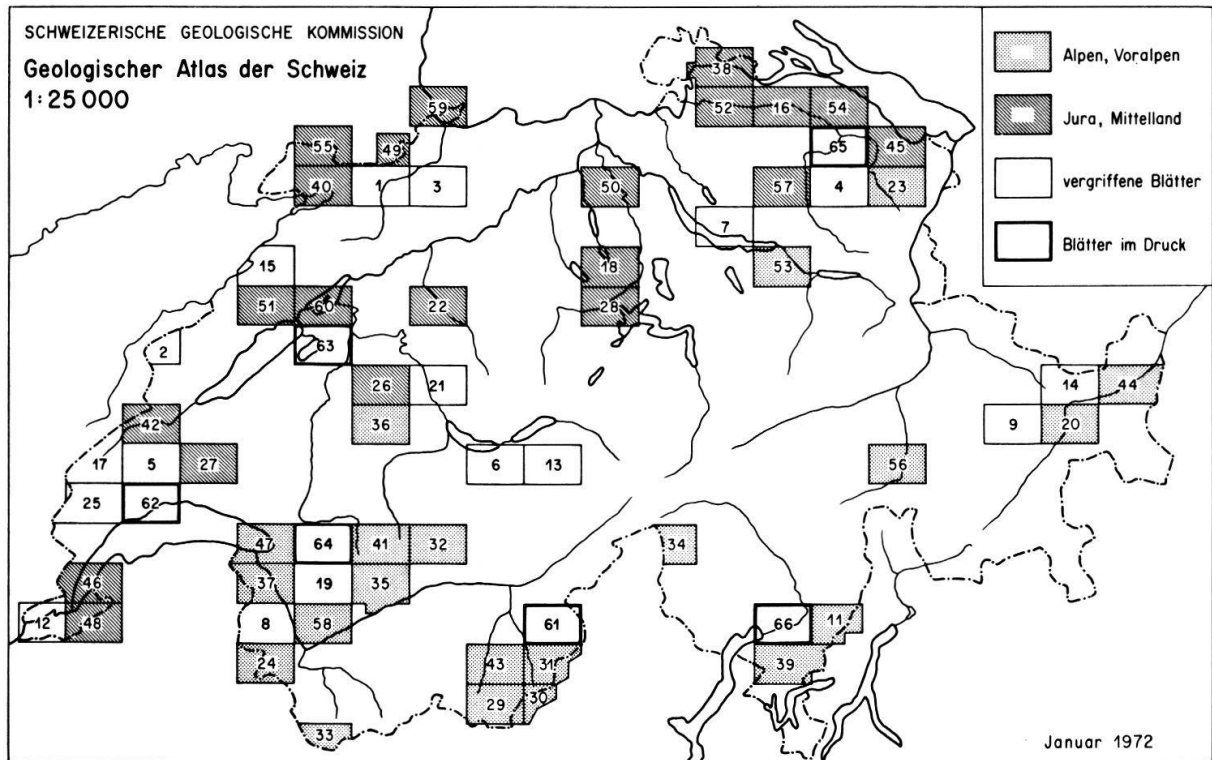 SCHWEIZERISCHE GEOLOGISCHE KOMMISSION
Geologischer Atlas der Schweiz
1:25 000
Alpen, Voralpen
Jura, Mittelland
vergriffene Blätter
Blätter im Druck
38
59
52 16 54
55 49 65 45
40 1 3 50 57 4 23
7
15 18 53
51 60 22 28
2 63
26 21 14 44
42 36 9 20
17 5 27 6 13 56
25 62
47 64 41 32 34
46 37 19 35
12 48 8 58 61 66 11
24 43 31 39
29 30
33
Januar 1972